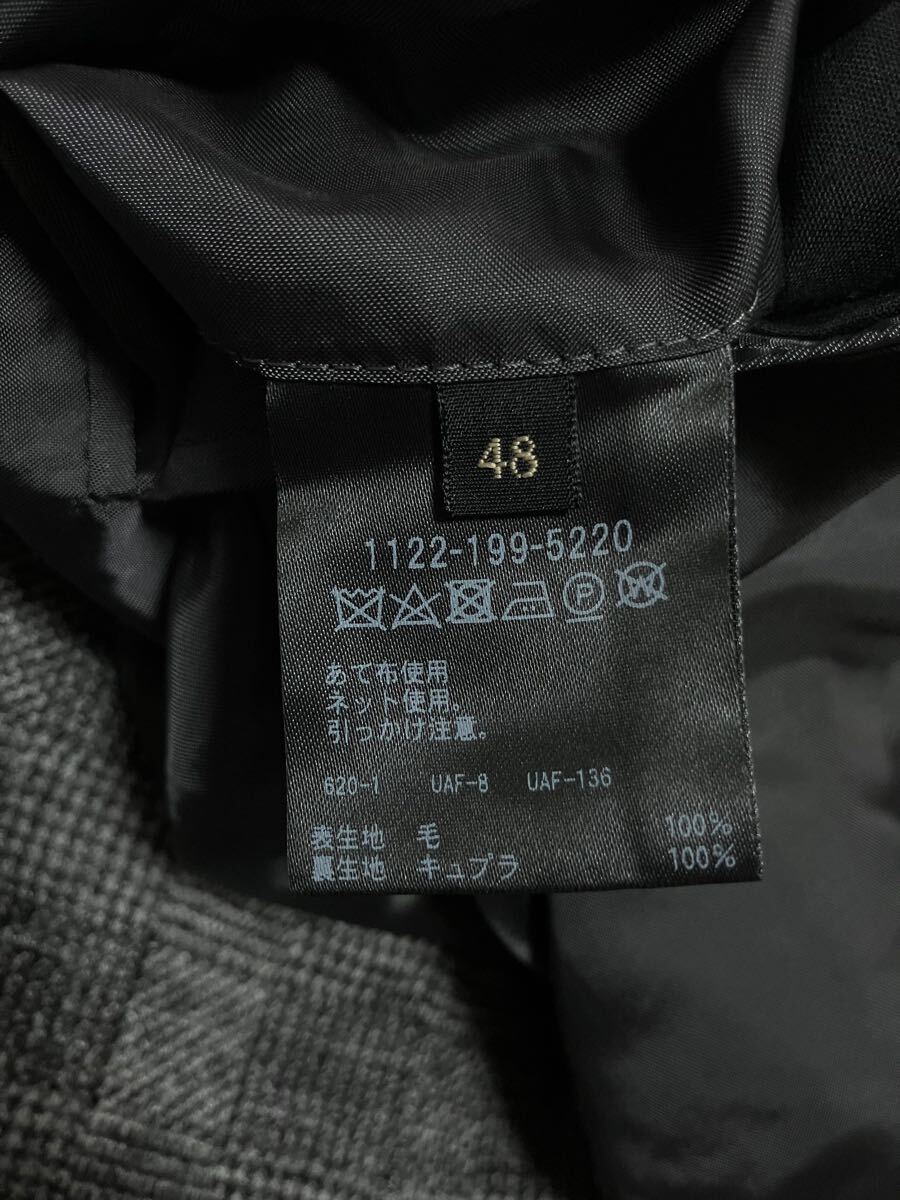 48
1122-199-5220
あて布使用
ネット使用。
引っかけ注意。
620-1 UAF-8 UAF-136
表生地 毛 100%
裏生地 キュプラ 100%